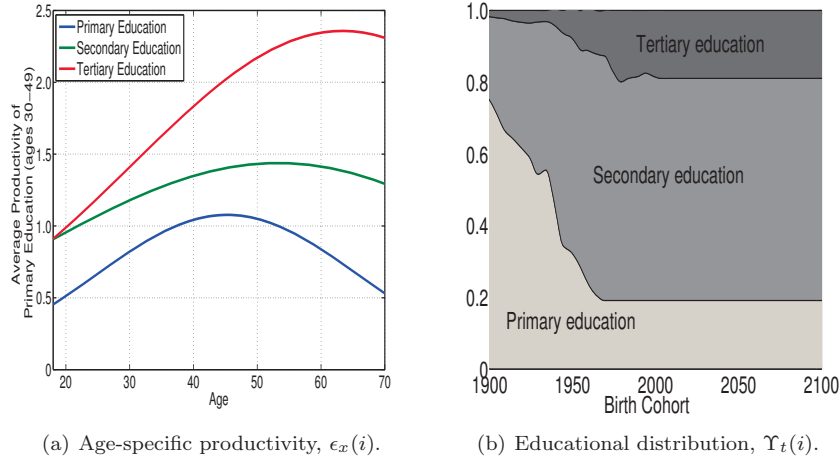 Average Productivity of
Primary Education (ages 30–49)
2.5
2.0
1.5
1.0
0.5
0
Primary Education
Secondary Education
Tertiary Education
20 30 40 50 60 70
Age
(a) Age-specific productivity, ϵx(i).
1.0
0.8
0.6
0.4
0.2
0
Tertiary education
Secondary education
Primary education
1900 1950 2000 2050 2100
Birth Cohort
(b) Educational distribution, Υt(i).